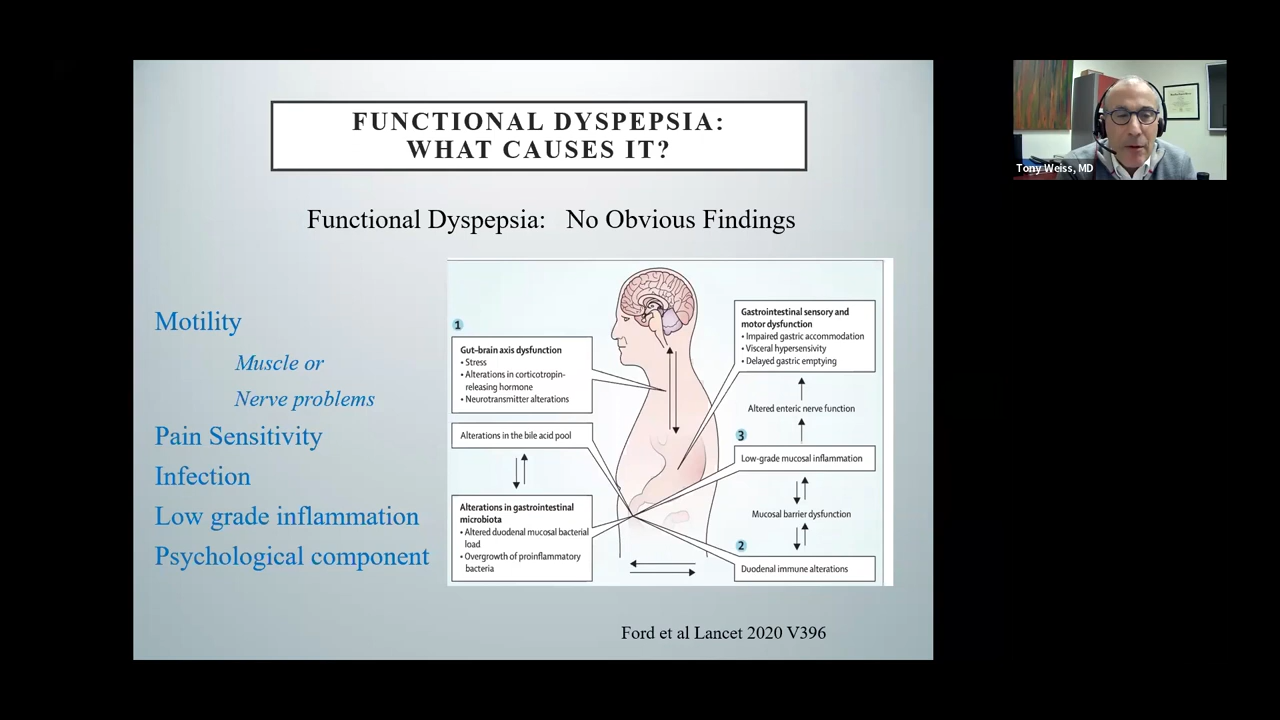 FUNCTIONAL DYSPEPSIA:
WHAT CAUSES IT?
Functional Dyspepsia:   No Obvious Findings
Motility
Muscle or
Nerve problems
Pain Sensitivity
Infection
Low grade inflammation
Psychological component
1
Gut–brain axis dysfunction
• Stress
• Alterations in corticotropin-
releasing hormone
• Neurotransmitter alterations
Alterations in the bile acid pool
Alterations in gastrointestinal
microbiota
• Altered duodenal mucosal bacterial
load
• Overgrowth of proinflammatory
bacteria
Gastrointestinal sensory and
motor dysfunction
• Impaired gastric accommodation
• Visceral hypersensivity
• Delayed gastric emptying
Altered enteric nerve function
3
Low-grade mucosal inflammation
Mucosal barrier dysfunction
2
Duodenal immune alterations
Ford et al Lancet 2020 V396
Tony Weiss, MD